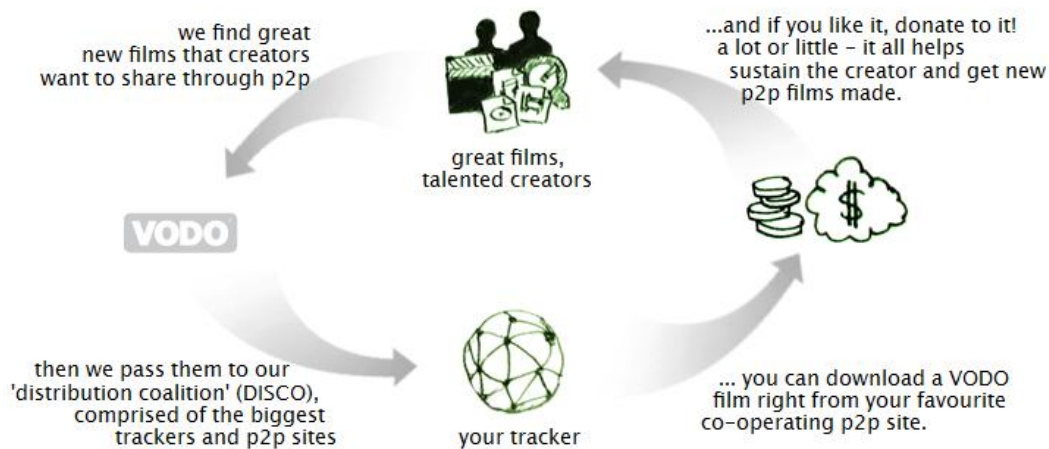 we find great
new films that creators
want to share through p2p
great films,
talented creators
...and if you like it, donate to it!
a lot or little – it all helps
sustain the creator and get new
p2p films made.
$
VODO
then we pass them to our
'distribution coalition' (DISCO),
comprised of the biggest
trackers and p2p sites
your tracker
... you can download a VODO
film right from your favourite
co-operating p2p site.